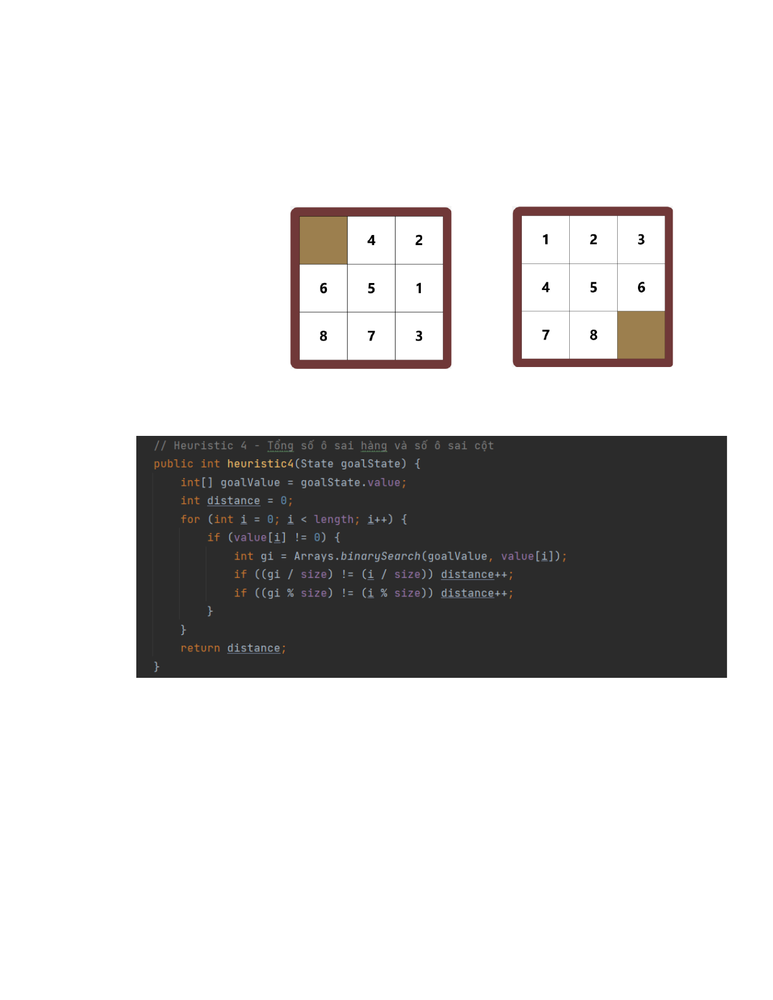 4 2
6 5 1
8 7 3
1 2 3
4 5 6
7 8
// Heuristic 4 - Tổng số ô sai hàng và số ô sai cột
public int heuristic4(State goalState) {
    int[] goalValue = goalState.value;
    int distance = 0;
    for (int i = 0; i < length; i++) {
        if (value[i] != 0) {
            int gi = Arrays.binarySearch(goalValue, value[i]);
            if ((gi / size) != (i / size)) distance++;
            if ((gi % size) != (i % size)) distance++;
        }
    }
    return distance;
}